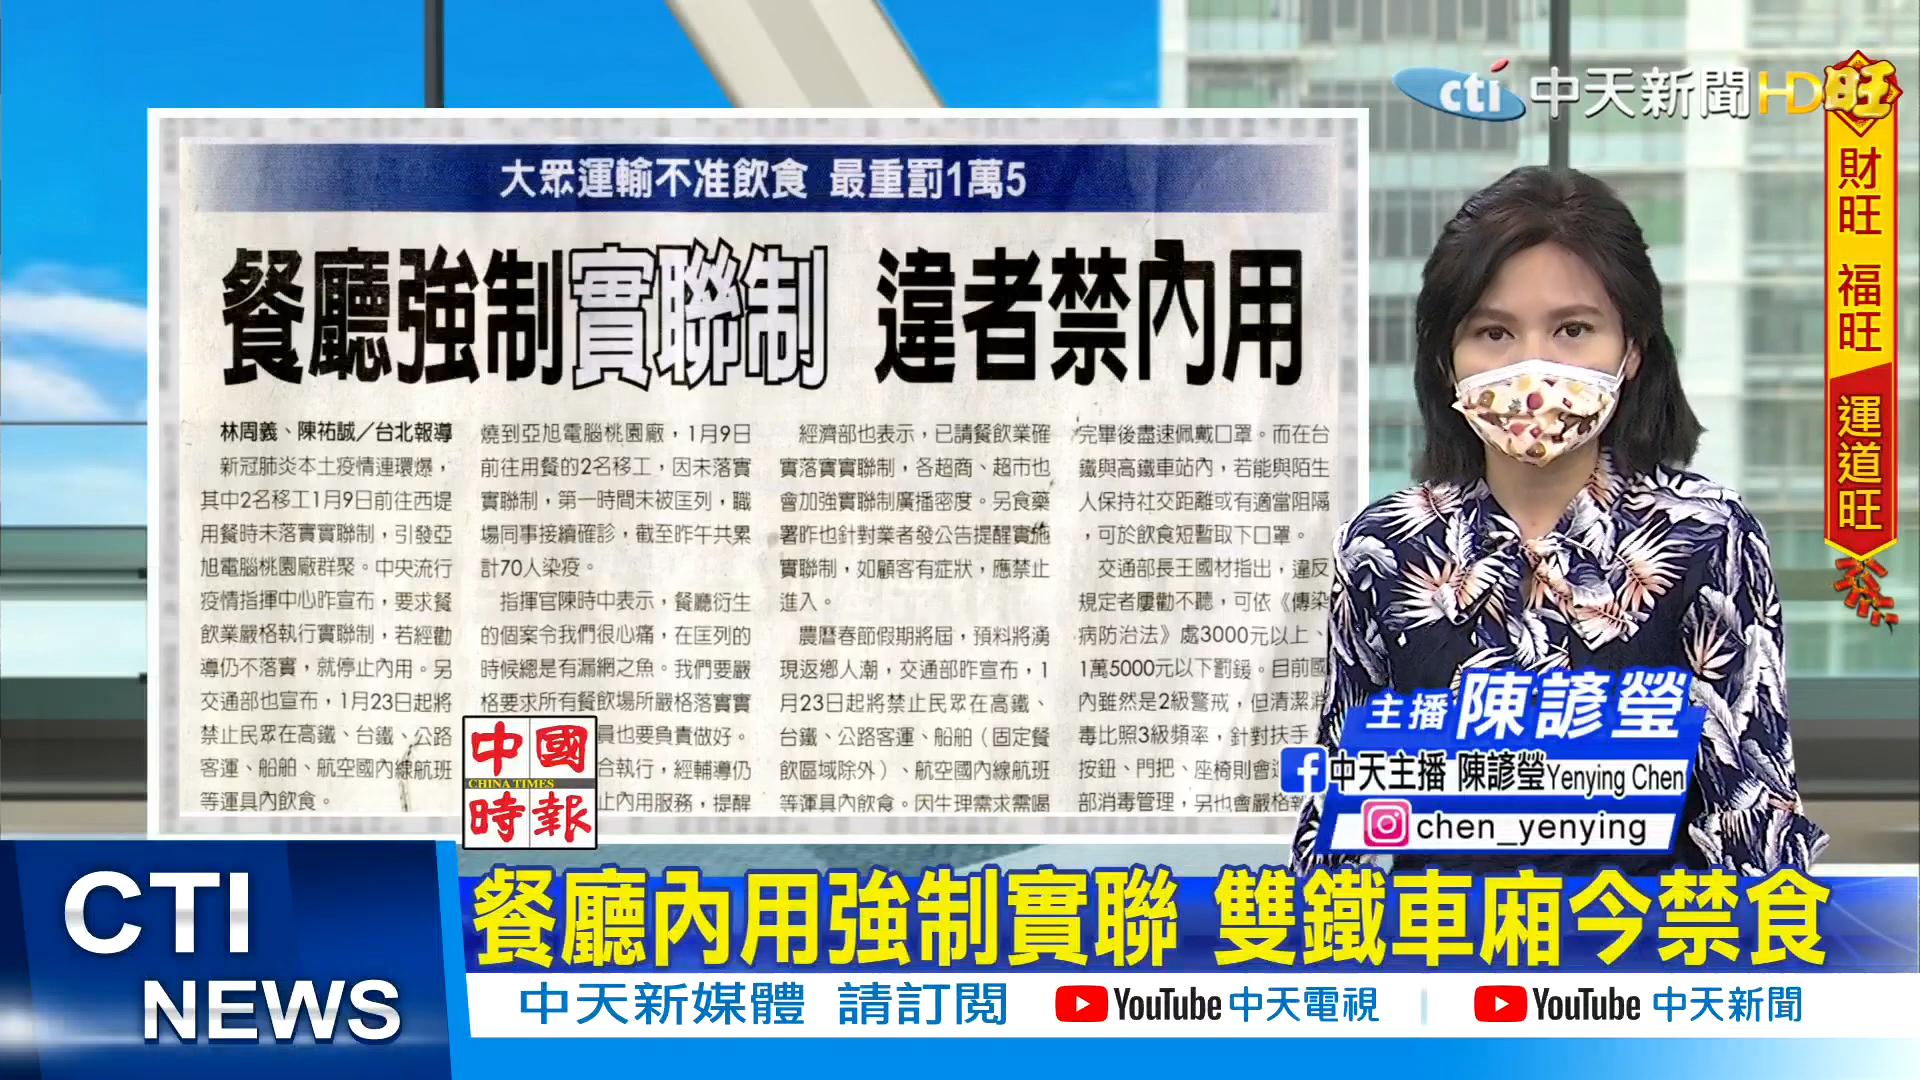 cti 中天新聞HD
旺
財旺 福旺 運道旺
大眾運輸不准飲食 最重罰1萬5
餐廳強制實聯制 違者禁內用
林周義、陳祐誠／台北報導
新冠肺炎本土疫情連環爆，
其中2名移工1月9日前往西堤
用餐時未落實實聯制，引發亞
旭電腦桃園廠群聚。中央流行
疫情指揮中心昨宣布，要求餐
飲業嚴格執行實聯制，若經勸
導仍不落實，就停止內用。另
交通部也宣布，1月23日起將
禁止民眾在高鐵、台鐵、公路
客運、船舶、航空國內線航班
等運具內飲食。
燒到亞旭電腦桃園廠，1月9日
前往用餐的2名移工，因未落實
實聯制，第一時間未被匡列，職
場同事接續確診，截至昨午共累
計70人染疫。
指揮官陳時中表示，餐廳衍生
的個案令我們很心痛，在匡列的
時候總是有漏網之魚。我們要嚴
格要求所有餐飲場所嚴格落實實
員也要負責做好。
合執行，經輔導仍
止內用服務，提醒
經濟部也表示，已請餐飲業確
實落實實聯制，各超商、超市也
會加強實聯制廣播密度。另食藥
署昨也針對業者發公告提醒實施
實聯制，如顧客有症狀，應禁止
進入。
農曆春節假期將屆，預料將湧
現返鄉人潮，交通部昨宣布，1
月23日起將禁止民眾在高鐵、
台鐵、公路客運、船舶（固定餐
飲區域除外）、航空國內線航班
等運具內飲食。因生理需求需喝
完畢後盡速佩戴口罩。而在台
鐵與高鐵車站內，若能與陌生
人保持社交距離或有適當阻隔
，可於飲食短暫取下口罩。
交通部長王國材指出，違反
規定者屢勸不聽，可依《傳染
病防治法》處3000元以上、
1萬5000元以下罰鍰。目前國
內雖然是2級警戒，但清潔消
毒比照3級頻率，針對扶手、
按鈕、門把、座椅則會
部消毒管理，另也會嚴格
中國
CHINA TIMES
時報
主播 陳諺瑩
中天主播 陳諺瑩Yenying Chen
chen_yenying
CTI
NEWS
餐廳內用強制實聯 雙鐵車廂今禁食
中天新媒體 請訂閱 YouTube 中天電視 | YouTube 中天新聞